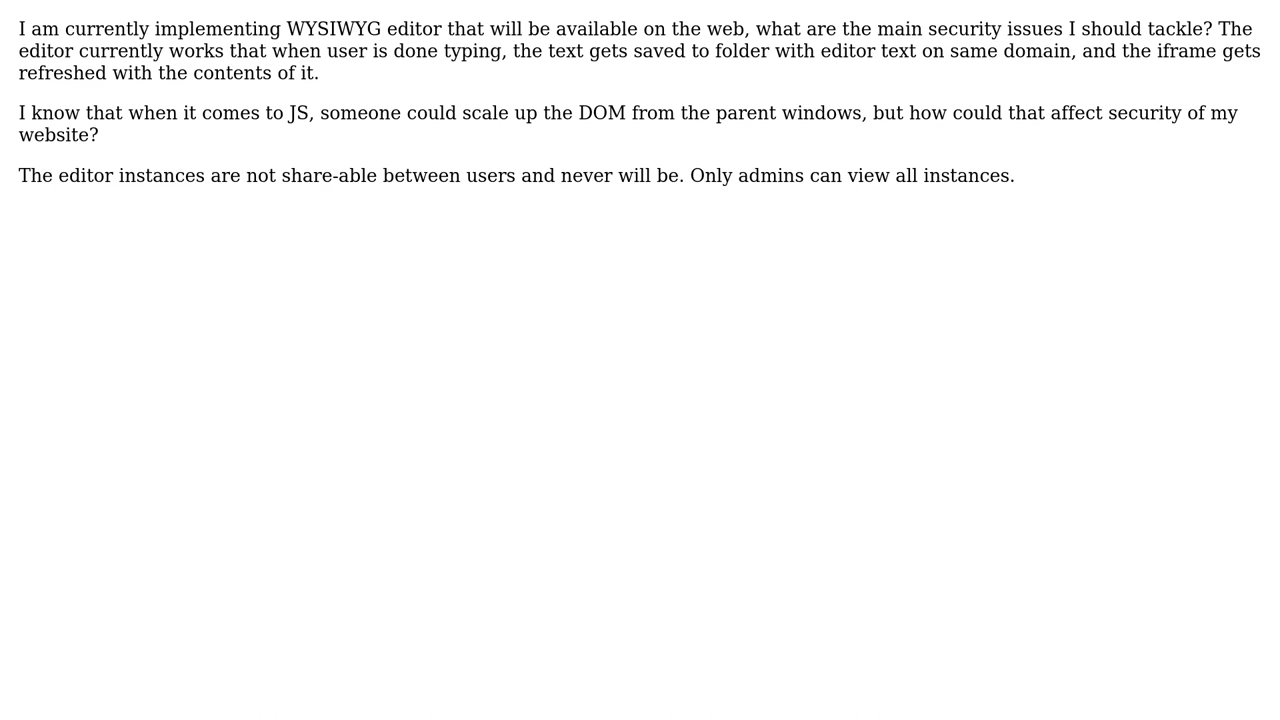 I am currently implementing WYSIWYG editor that will be available on the web, what are the main security issues I should tackle? The
editor currently works that when user is done typing, the text gets saved to folder with editor text on same domain, and the iframe gets
refreshed with the contents of it.
I know that when it comes to JS, someone could scale up the DOM from the parent windows, but how could that affect security of my
website?
The editor instances are not share-able between users and never will be. Only admins can view all instances.